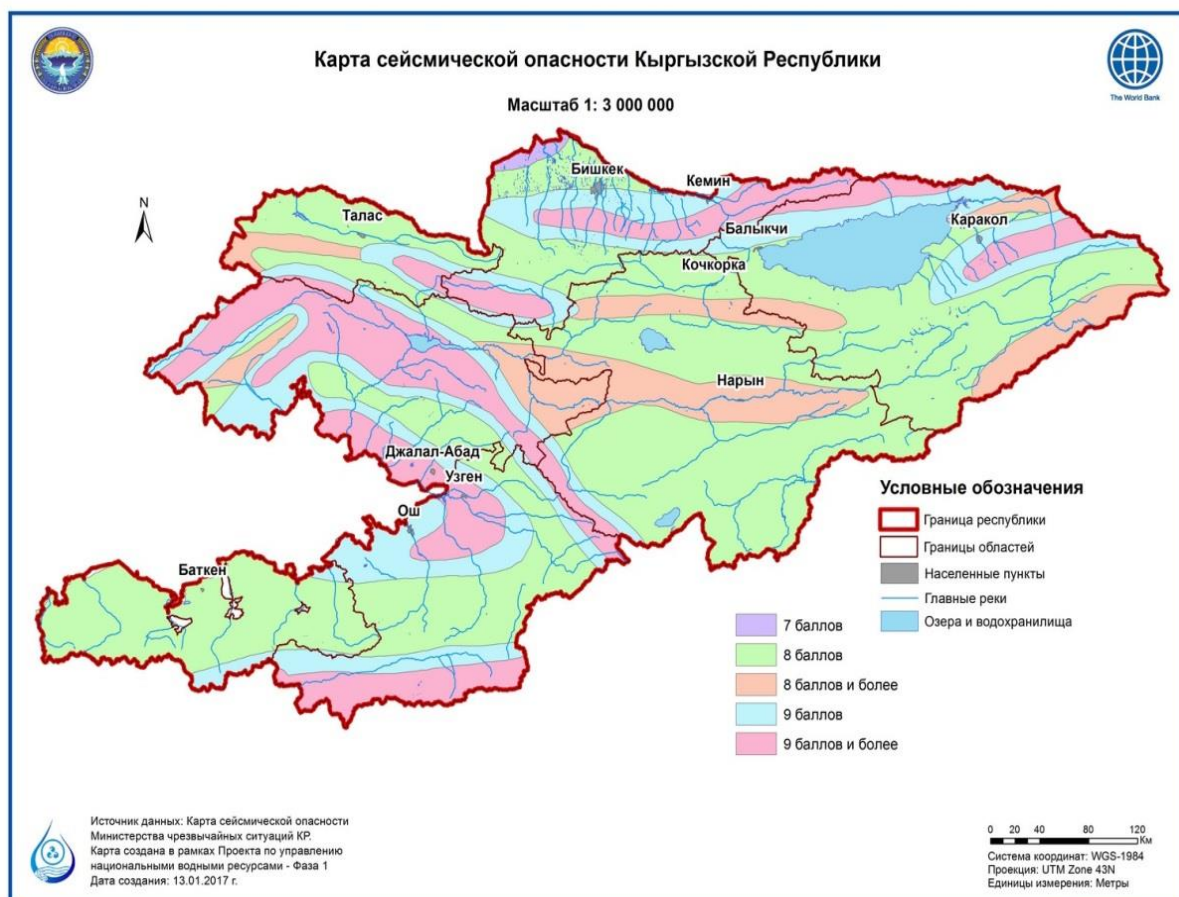 Карта сейсмической опасности Кыргызской Республики
The World Bank
Масштаб 1: 3 000 000
N
Бишкек
Кемин
Талас
Балыкчи
Каракол
Кочкорка
Нарын
Джалал-Абад
Узген
Ош
Баткен
Условные обозначения
Граница республики
Границы областей
Населенные пункты
Главные реки
Озера и водохранилища
7 баллов
8 баллов
8 баллов и более
9 баллов
9 баллов и более
Источник данных: Карта сейсмической опасности
Министерства чрезвычайных ситуаций КР.
Карта создана в рамках Проекта по управлению
национальными водными ресурсами - Фаза 1
Дата создания: 13.01.2017 г.
0 20 40 80 120
Км
Система координат: WGS-1984
Проекция: UTM Zone 43N
Единицы измерения: Метры